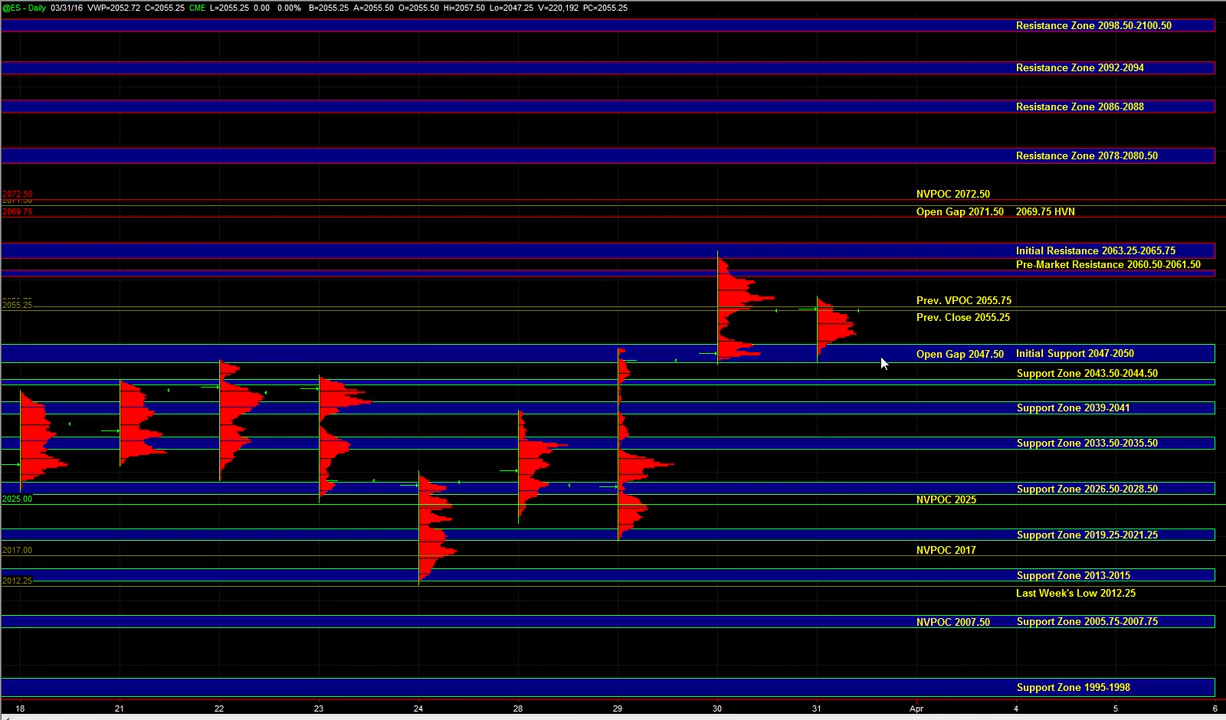 @ES - Daily 03/31/16 VWP=2052.72 C=2055.25 CME L=2055.25 0.00 0.00% B=2055.25 A=2055.50 O=2055.50 Hi=2057.50 Lo=2047.25 V=220,192 PC=2055.25
Resistance Zone 2098.50-2100.50
Resistance Zone 2092-2094
Resistance Zone 2086-2088
Resistance Zone 2078-2080.50
2072.50 NVPOC 2072.50
2071.50
2069.75 Open Gap 2071.50 2069.75 HVN
Initial Resistance 2063.25-2065.75
Pre-Market Resistance 2060.50-2061.50
Prev. VPOC 2055.75
2055.25
Prev. Close 2055.25
Open Gap 2047.50 Initial Support 2047-2050
Support Zone 2043.50-2044.50
Support Zone 2039-2041
Support Zone 2033.50-2035.50
Support Zone 2026.50-2028.50
2025.00 NVPOC 2025
Support Zone 2019.25-2021.25
2017.00 NVPOC 2017
Support Zone 2013-2015
2012.25
Last Week's Low 2012.25
NVPOC 2007.50 Support Zone 2005.75-2007.75
Support Zone 1995-1998
18 21 22 23 24 28 29 30 31 Apr 4 5 6